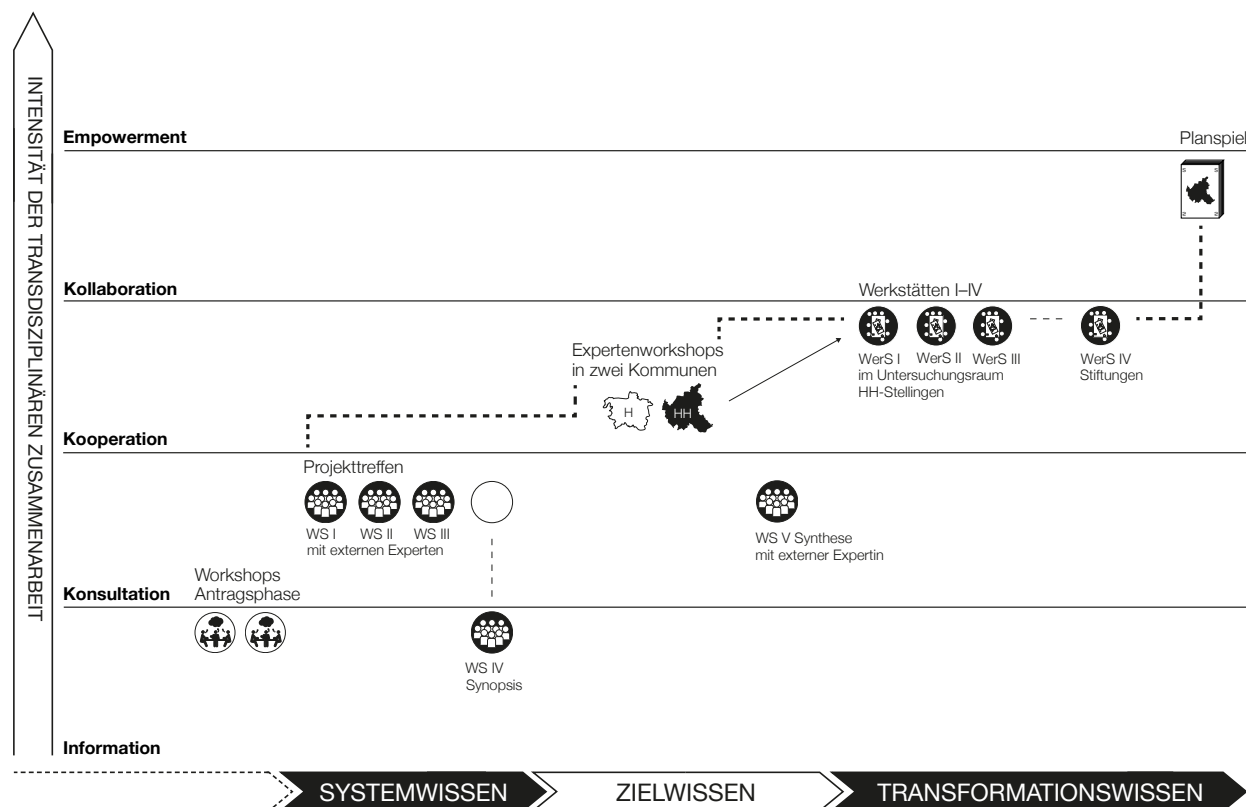 INTENSITÄT DER TRANSDISZIPLINÄREN ZUSAMMENARBEIT
Empowerment
Planspiel
S S
2 2
Kollaboration
Werkstätten I–IV
WerS I WerS II WerS III
im Untersuchungsraum
HH-Stellingen
WerS IV
Stiftungen
Expertenworkshops
in zwei Kommunen
H
HH
Kooperation
Projekttreffen
WS I WS II WS III
mit externen Experten
WS V Synthese
mit externer Expertin
Workshops
Antragsphase
Konsultation
WS IV
Synopsis
Information
SYSTEMWISSEN
ZIELWISSEN
TRANSFORMATIONSWISSEN